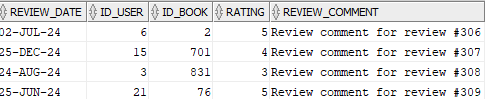 REVIEW_DATE ID_USER ID_BOOK RATING REVIEW_COMMENT
02-JUL-24 6 2 5 Review comment for review #306
25-DEC-24 15 701 4 Review comment for review #307
24-AUG-24 3 831 3 Review comment for review #308
25-JUN-24 21 76 5 Review comment for review #309